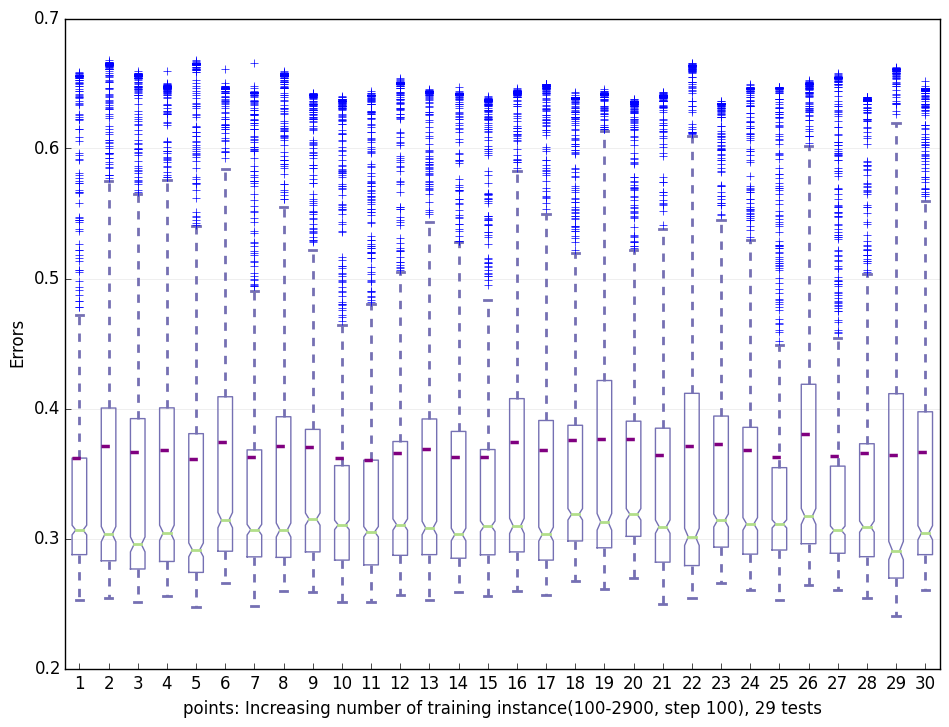 0.7
0.6
0.5
0.4
0.3
0.2
Errors
1 2 3 4 5 6 7 8 9 10 11 12 13 14 15 16 17 18 19 20 21 22 23 24 25 26 27 28 29 30
points: Increasing number of training instance(100-2900, step 100), 29 tests